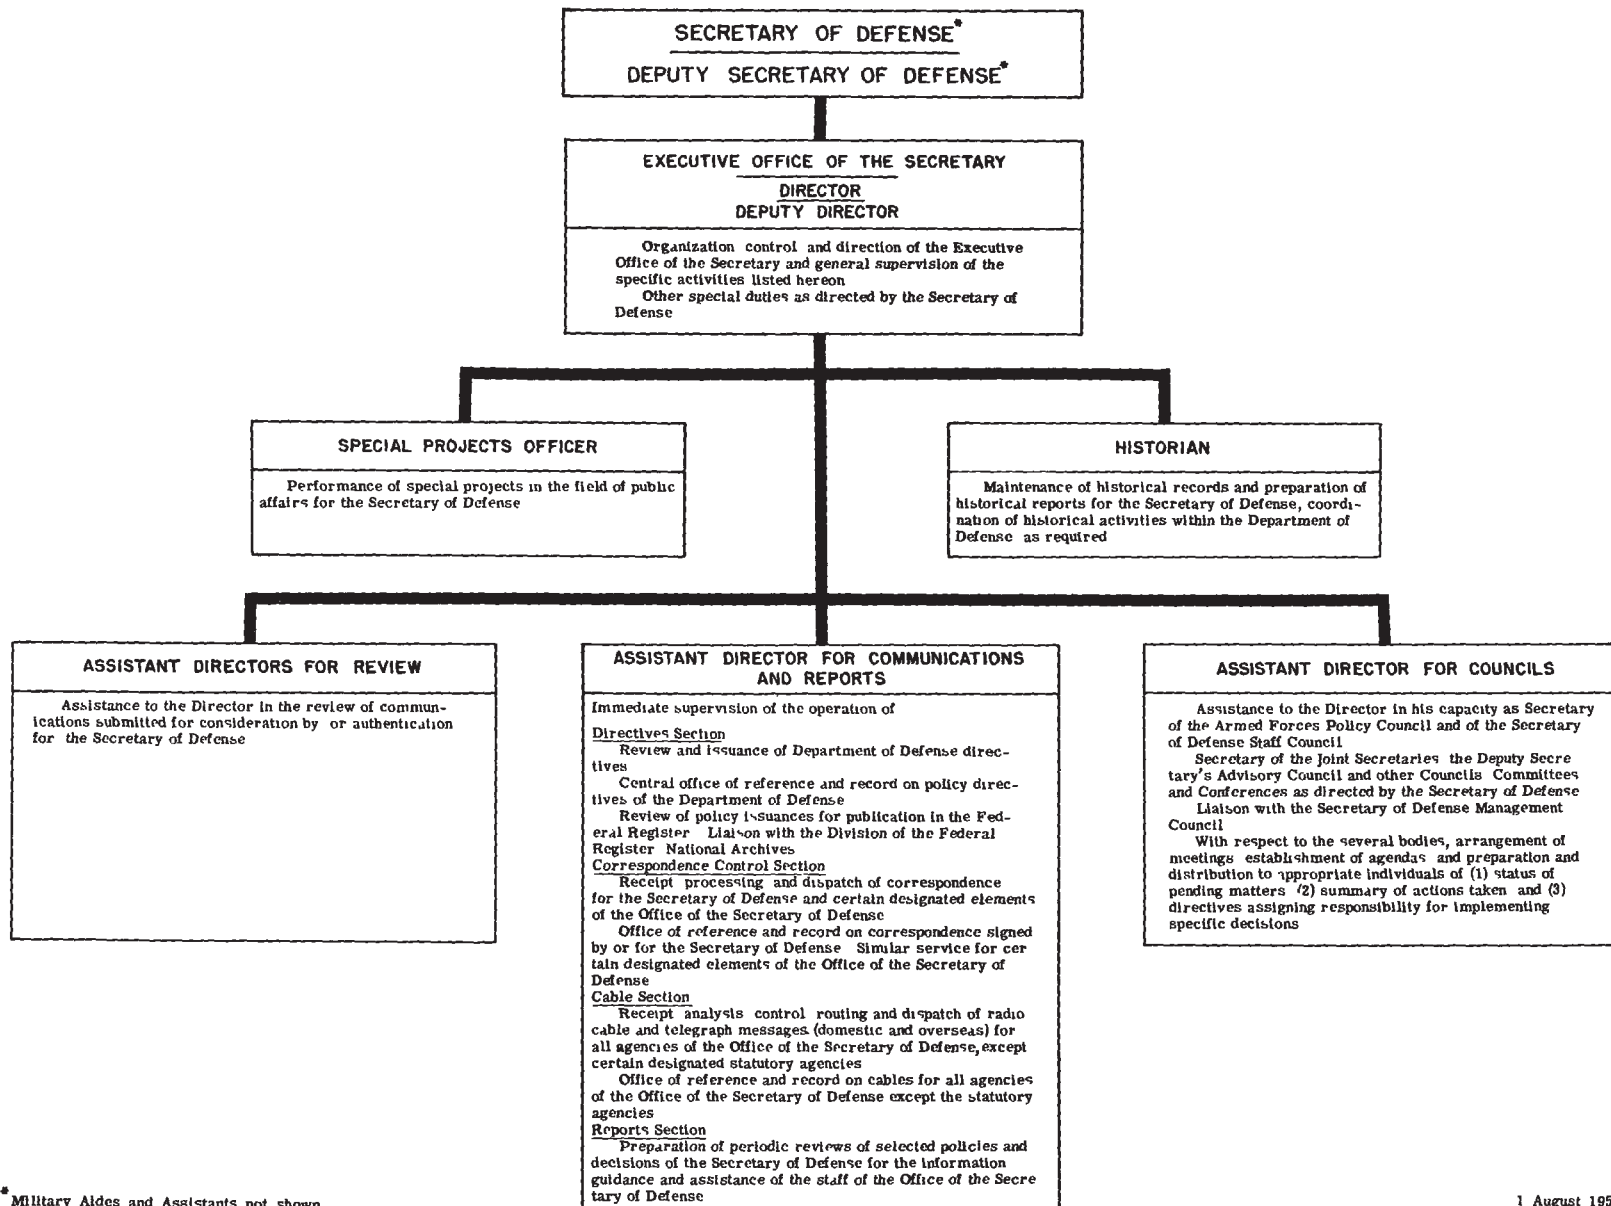 SECRETARY OF DEFENSE*
DEPUTY SECRETARY OF DEFENSE*
EXECUTIVE OFFICE OF THE SECRETARY
DIRECTOR
DEPUTY DIRECTOR
Organization control and direction of the Executive
Office of the Secretary and general supervision of the
specific activities listed hereon
Other special duties as directed by the Secretary of
Defense
SPECIAL PROJECTS OFFICER
Performance of special projects in the field of public
affairs for the Secretary of Defense
HISTORIAN
Maintenance of historical records and preparation of
historical reports for the Secretary of Defense, coordi-
nation of historical activities within the Department of
Defense as required
ASSISTANT DIRECTORS FOR REVIEW
Assistance to the Director in the review of commun-
ications submitted for consideration by or authentication
for the Secretary of Defense
ASSISTANT DIRECTOR FOR COMMUNICATIONS
AND REPORTS
Immediate supervision of the operation of
Directives Section
Review and issuance of Department of Defense direc-
tives
Central office of reference and record on policy direc-
tives of the Department of Defense
Review of policy issuances for publication in the Fed-
eral Register Liaison with the Division of the Federal
Register National Archives
Correspondence Control Section
Receipt processing and dispatch of correspondence
for the Secretary of Defense and certain designated elements
of the Office of the Secretary of Defense
Office of reference and record on correspondence signed
by or for the Secretary of Defense Similar service for cer
tain designated elements of the Office of the Secretary of
Defense
Cable Section
Receipt analysis control routing and dispatch of radio
cable and telegraph messages (domestic and overseas) for
all agencies of the Office of the Secretary of Defense, except
certain designated statutory agencies
Office of reference and record on cables for all agencies
of the Office of the Secretary of Defense except the statutory
agencies
Reports Section
Preparation of periodic reviews of selected policies and
decisions of the Secretary of Defense for the information
guidance and assistance of the staff of the Office of the Secre
tary of Defense
ASSISTANT DIRECTOR FOR COUNCILS
Assistance to the Director in his capacity as Secretary
of the Armed Forces Policy Council and of the Secretary
of Defense Staff Council
Secretary of the Joint Secretaries the Deputy Secre
tary's Advisory Council and other Councils Committees
and Conferences as directed by the Secretary of Defense
Liaison with the Secretary of Defense Management
Council
With respect to the several bodies, arrangement of
meetings establishment of agendas and preparation and
distribution to appropriate individuals of (1) status of
pending matters (2) summary of actions taken and (3)
directives assigning responsibility for implementing
specific decisions
*Military Aides and Assistants not shown
1 August 195